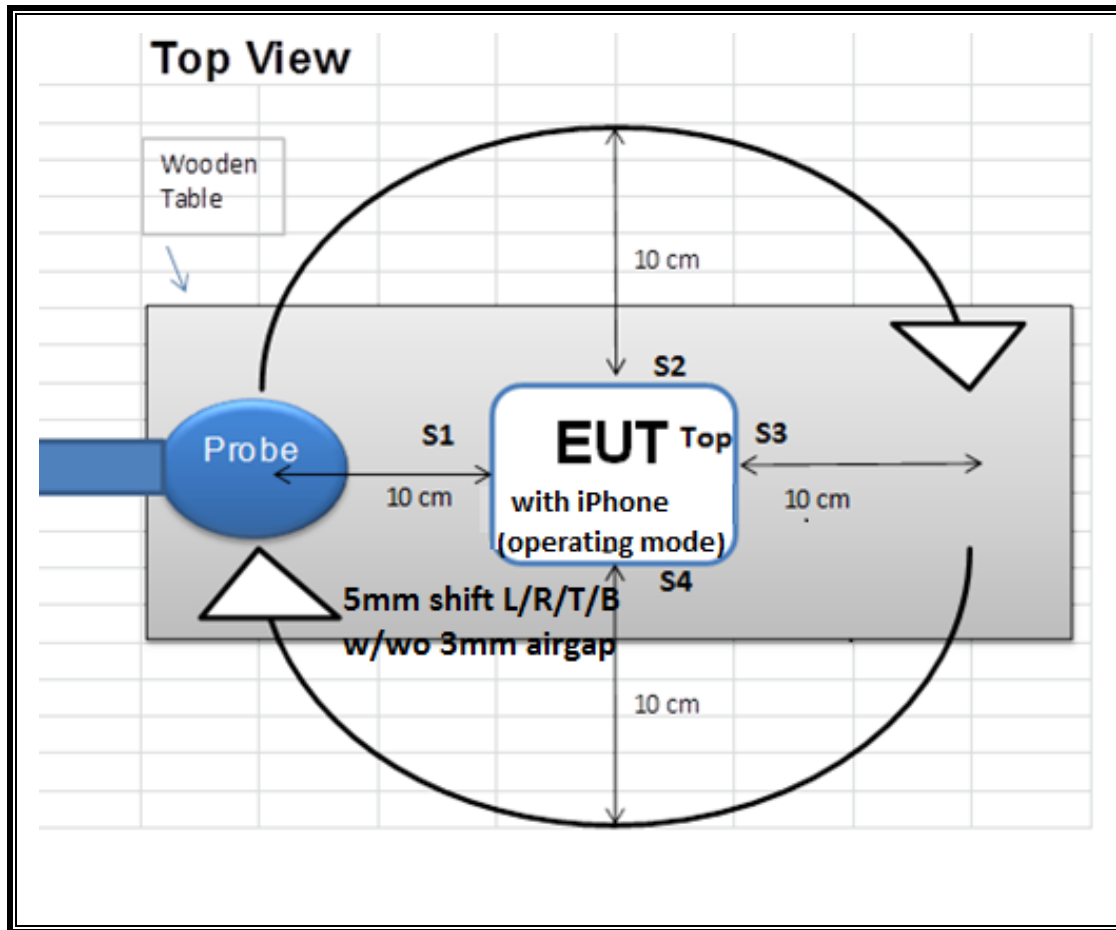 Top View
Wooden
Table
10 cm
S2
Probe
S1
EUT Top
S3
10 cm
with iPhone
(operating mode)
10 cm
S4
5mm shift L/R/T/B
w/wo 3mm airgap
10 cm